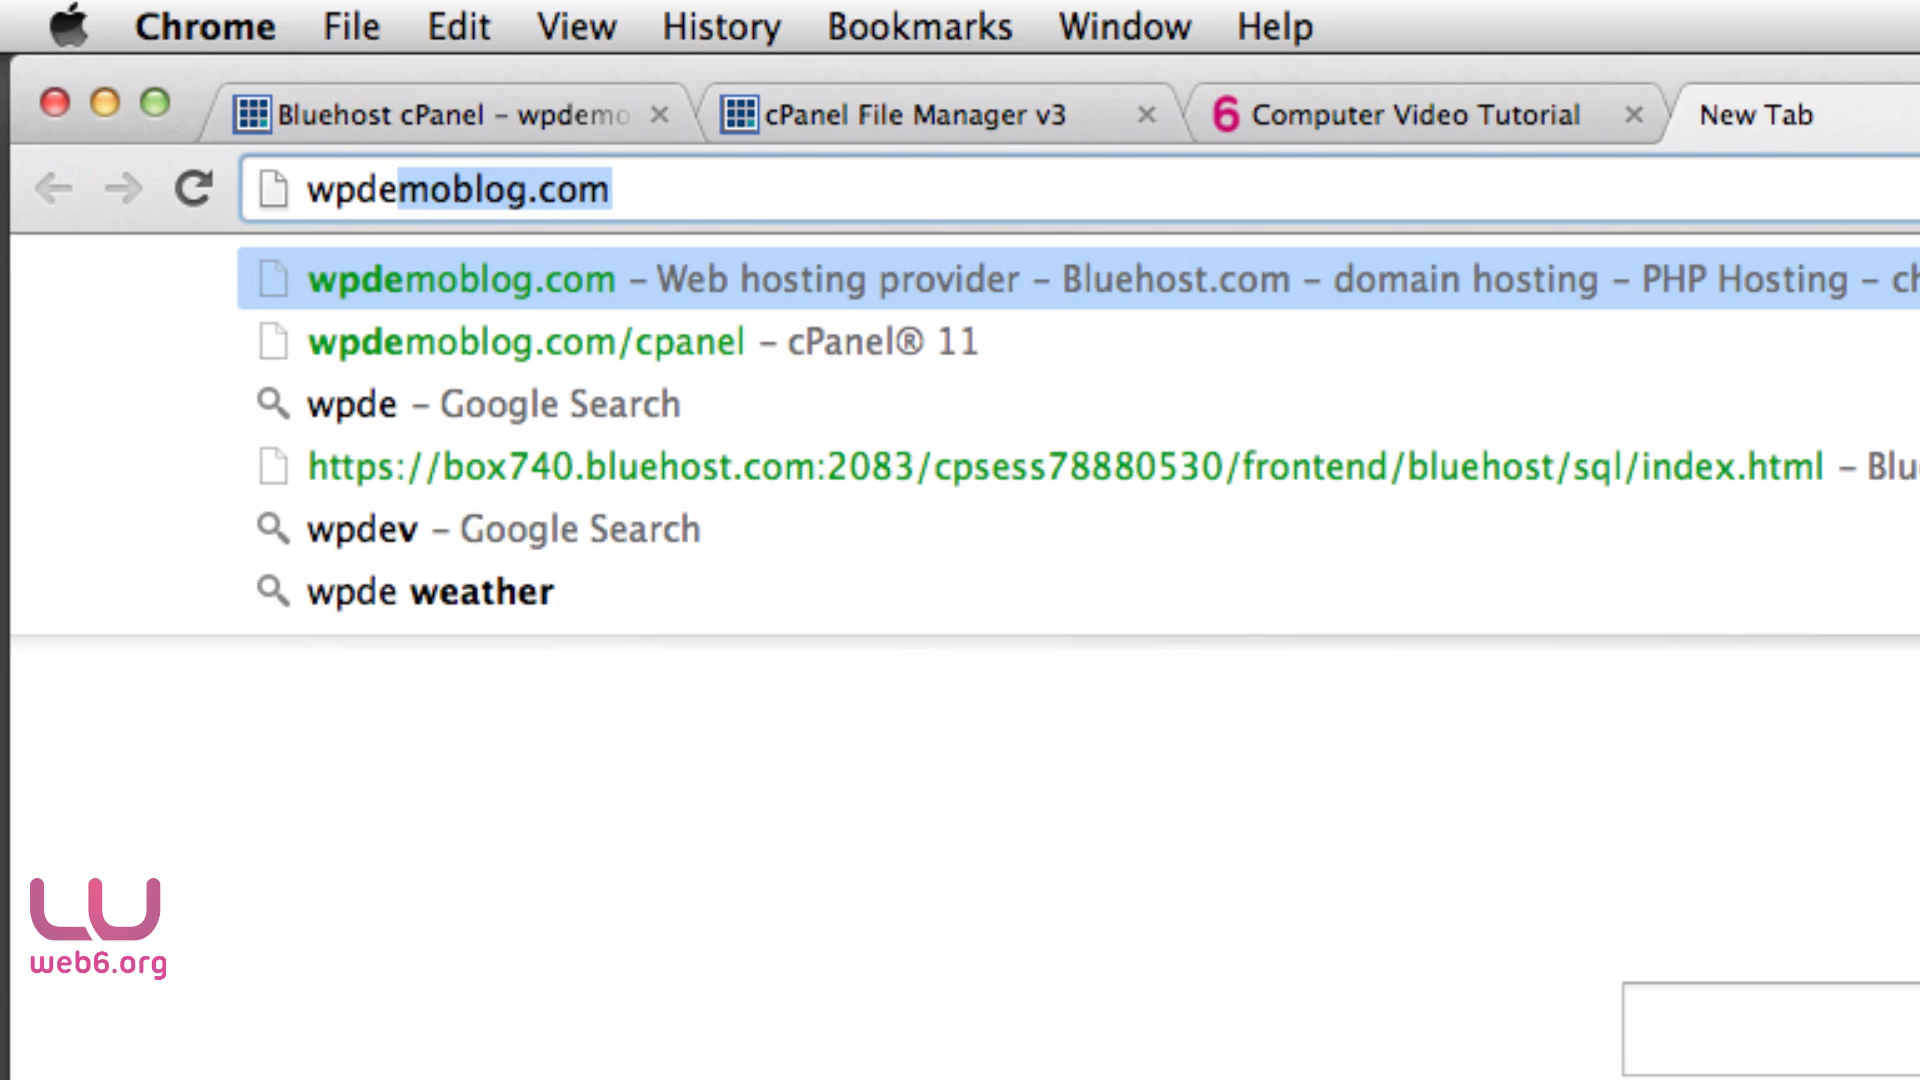 Chrome File Edit View History Bookmarks Window Help
Bluehost cPanel – wpdemo cPanel File Manager v3 6 Computer Video Tutorial New Tab
wpdemoblog.com
wpdemoblog.com – Web hosting provider – Bluehost.com – domain hosting – PHP Hosting – ch
wpdemoblog.com/cpanel – cPanel® 11
wpde – Google Search
https://box740.bluehost.com:2083/cpsess78880530/frontend/bluehost/sql/index.html – Blu
wpdev – Google Search
wpde weather
web6.org